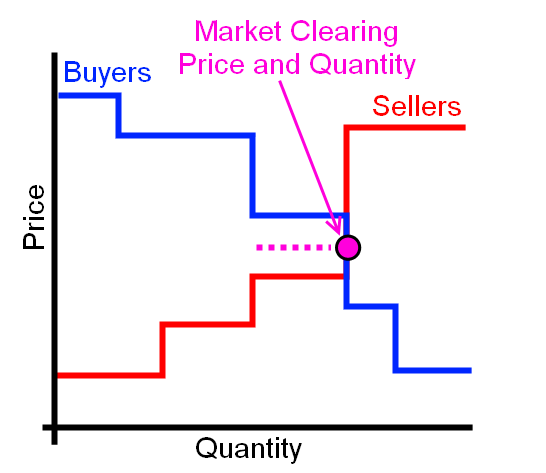 Market Clearing
Price and Quantity
Buyers
Sellers
Price
Quantity